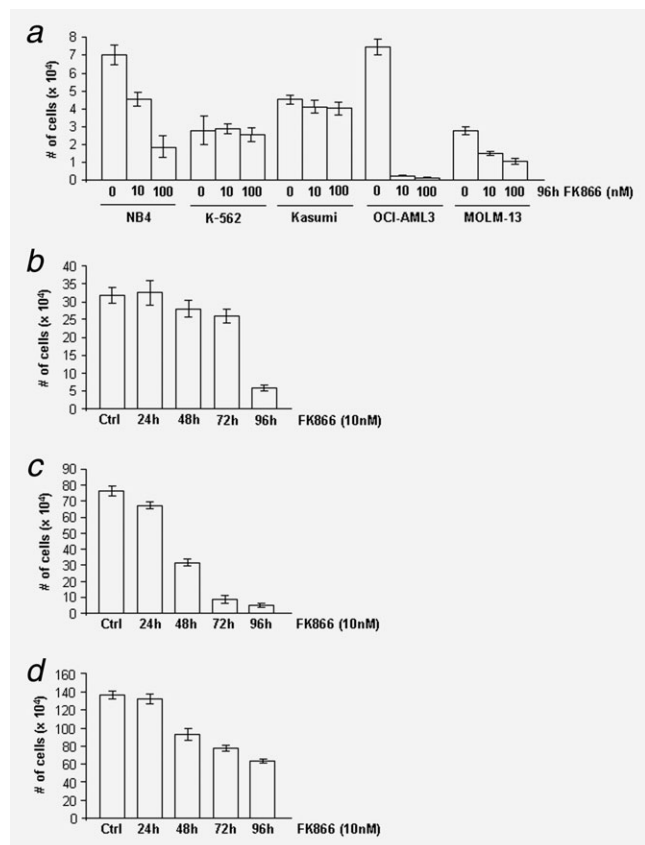 a
# of cells (x 10⁴)
8
7
6
5
4
3
2
1
0
0 10 100 0 10 100 0 10 100 0 10 100 0 10 100 96h FK866 (nM)
NB4 K-562 Kasumi OCI-AML3 MOLM-13
b
# of cells (x 10⁴)
40
35
30
25
20
15
10
5
0
Ctrl 24h 48h 72h 96h FK866 (10nM)
c
# of cells (x 10⁴)
90
80
70
60
50
40
30
20
10
0
Ctrl 24h 48h 72h 96h FK866 (10nM)
d
# of cells (x 10⁴)
160
140
120
100
80
60
40
20
0
Ctrl 24h 48h 72h 96h FK866 (10nM)